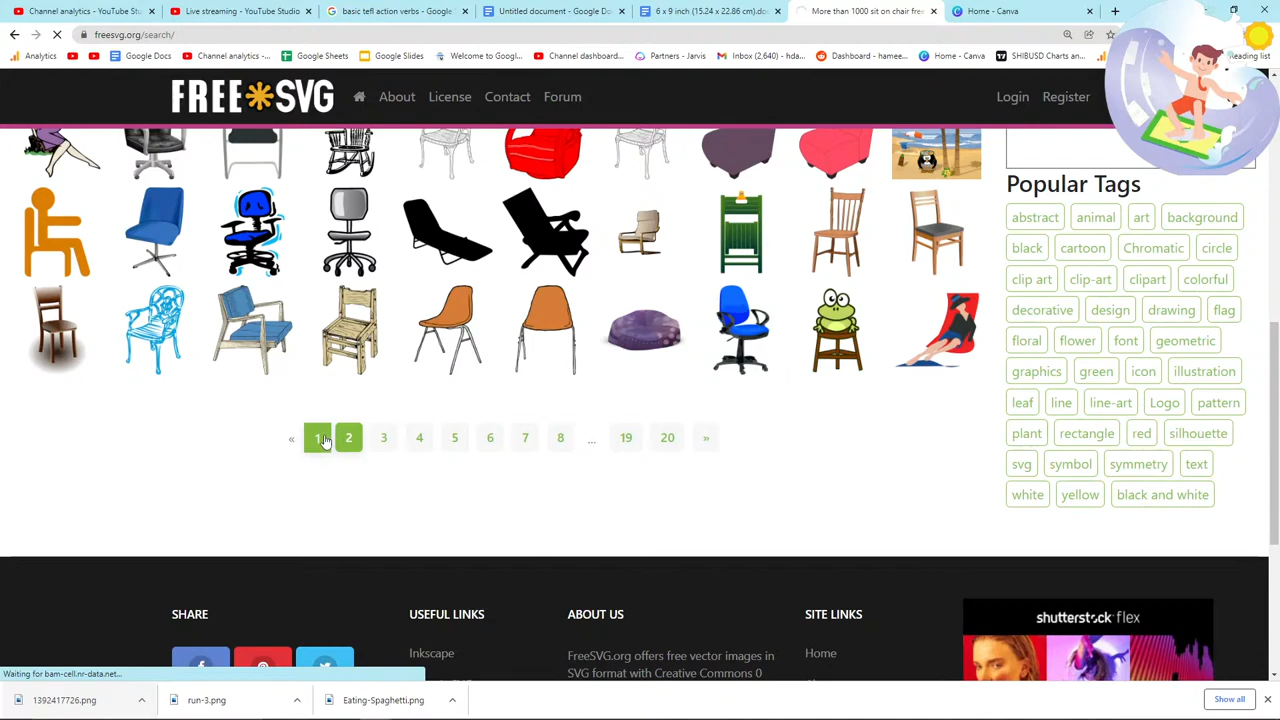 Channel analytics - YouTube Stu
Live streaming - YouTube Studio
basic tefl action verbs - Google
Untitled document - Google Do
6 x 9 inch (15.24 x 22.86 cm).do
More than 1000 sit on chair free
Home - Canva
freesvg.org/search/
Analytics
Google Docs
Channel analytics -
Google Sheets
Google Slides
Welcome to Googl...
Channel dashboard...
Partners - Jarvis
Inbox (2,640) - hda...
Dashboard - hamee...
Home - Canva
SHIBUSD Charts an...
Reading list
FREE SVG
About
License
Contact
Forum
Login
Register
Popular Tags
abstract
animal
art
background
black
cartoon
Chromatic
circle
clip art
clip-art
clipart
colorful
decorative
design
drawing
flag
floral
flower
font
geometric
graphics
green
icon
illustration
leaf
line
line-art
Logo
pattern
plant
rectangle
red
silhouette
svg
symbol
symmetry
text
white
yellow
black and white
« 1 2 3 4 5 6 7 8 ... 19 20 »
SHARE
USEFUL LINKS
Inkscape
ABOUT US
FreeSVG.org offers free vector images in
SVG format with Creative Commons 0
SITE LINKS
Home
shutterstock flex
Waiting for bam-cell.nr-data.net...
1392417726.png
run-3.png
Eating-Spaghetti.png
Show all